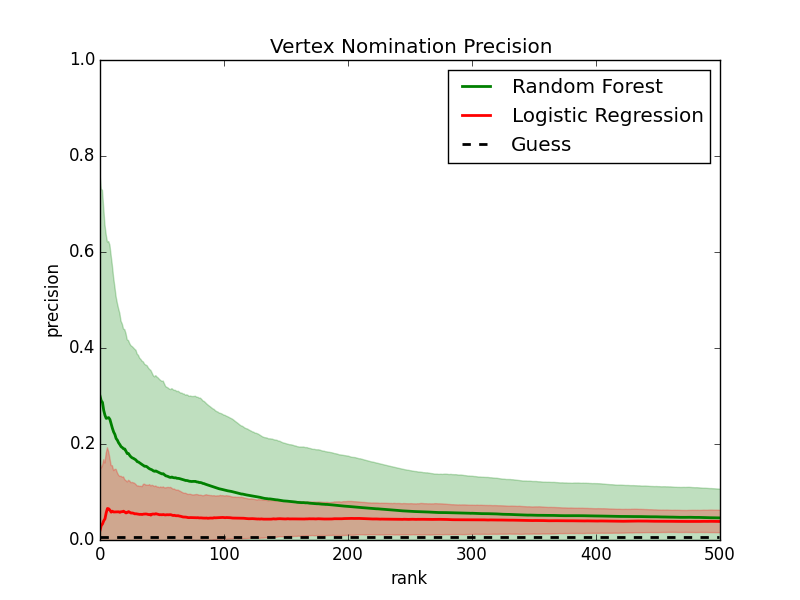 Vertex Nomination Precision
1.0
0.8
0.6
0.4
0.2
0.0
precision
Random Forest
Logistic Regression
Guess
0
100
200
300
400
500
rank